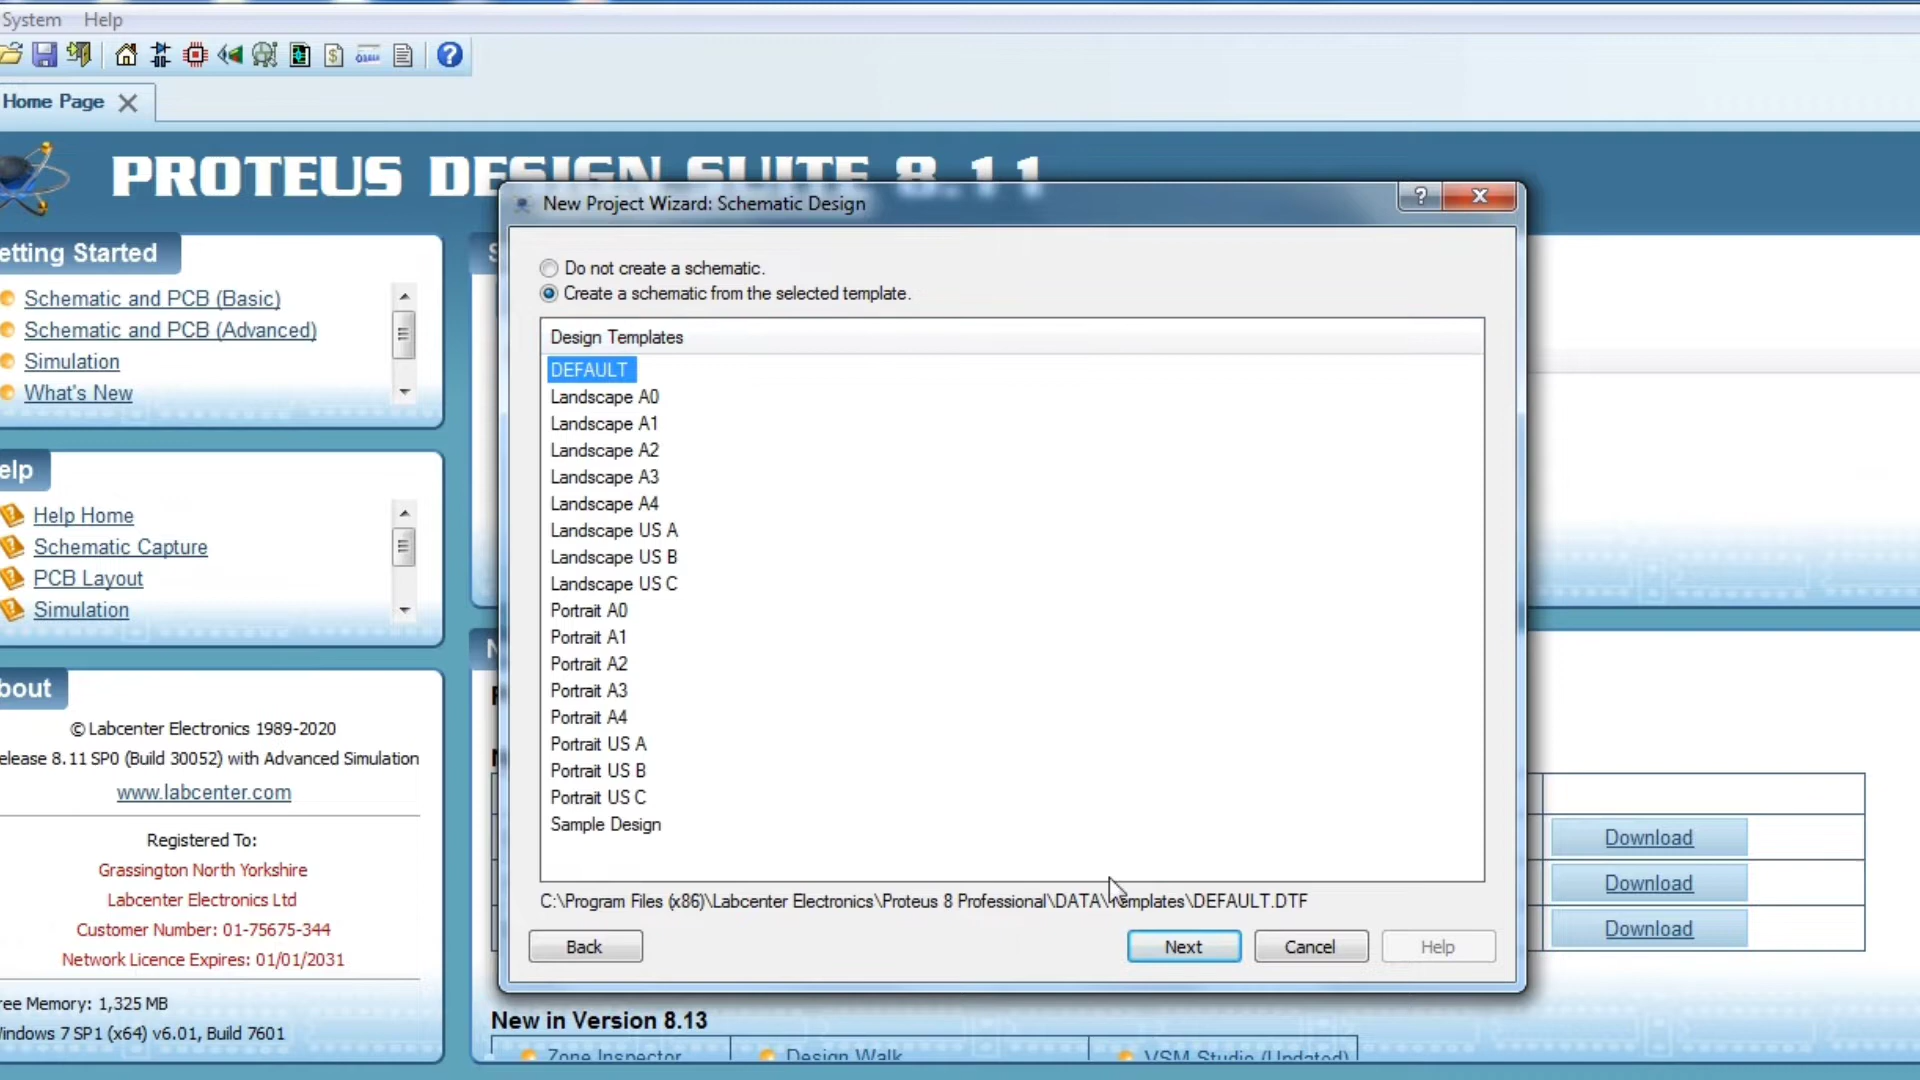 System Help
Home Page
PROTEUS DESIGN SUITE 8.11
New Project Wizard: Schematic Design
Do not create a schematic.
Create a schematic from the selected template.
Design Templates
DEFAULT
Landscape A0
Landscape A1
Landscape A2
Landscape A3
Landscape A4
Landscape US A
Landscape US B
Landscape US C
Portrait A0
Portrait A1
Portrait A2
Portrait A3
Portrait A4
Portrait US A
Portrait US B
Portrait US C
Sample Design
C:\Program Files (x86)\Labcenter Electronics\Proteus 8 Professional\DATA\Templates\DEFAULT.DTF
Back
Next
Cancel
Help
etting Started
Schematic and PCB (Basic)
Schematic and PCB (Advanced)
Simulation
What's New
elp
Help Home
Schematic Capture
PCB Layout
Simulation
bout
© Labcenter Electronics 1989-2020
elease 8.11 SP0 (Build 30052) with Advanced Simulation
www.labcenter.com
Registered To:
Grassington North Yorkshire
Labcenter Electronics Ltd
Customer Number: 01-75675-344
Network Licence Expires: 01/01/2031
ree Memory: 1,325 MB
indows 7 SP1 (x64) v6.01, Build 7601
Download
Download
Download
New in Version 8.13
Zone Inspector
Design Walk
VSM Studio (Updated)